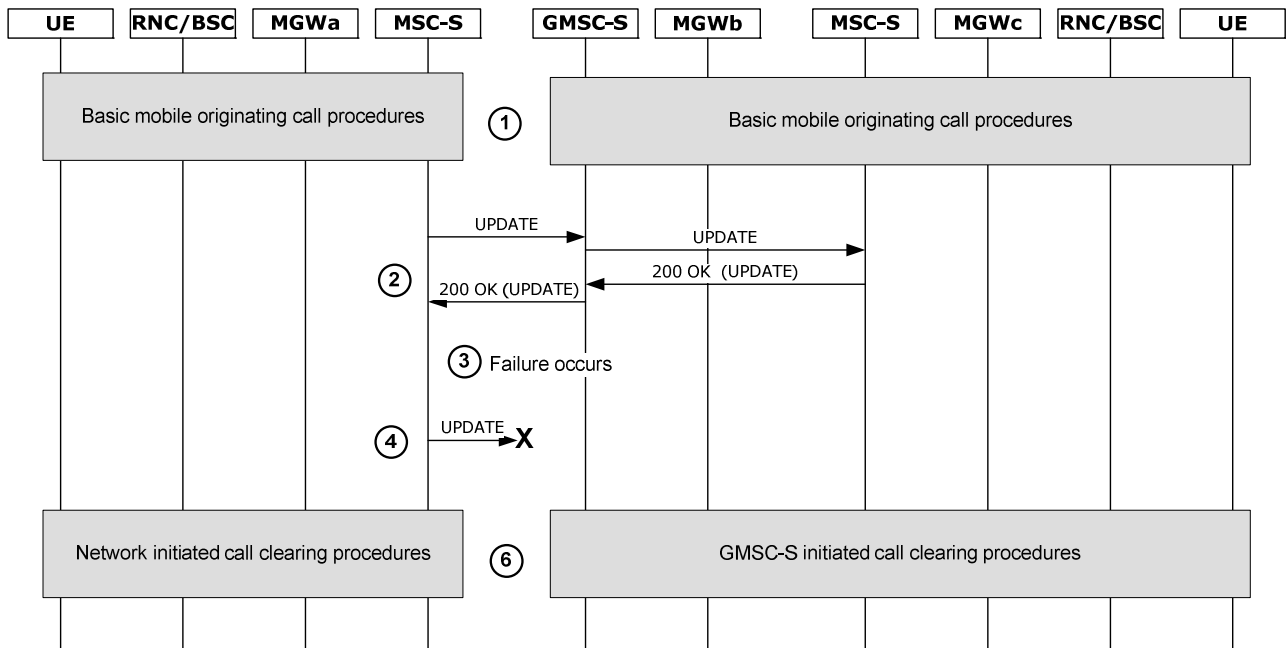 UE RNC/BSC MGWa MSC-S GMSC-S MGWb MSC-S MGWc RNC/BSC UE
Basic mobile originating call procedures
1
Basic mobile originating call procedures
UPDATE
UPDATE
2
200 OK (UPDATE)
200 OK (UPDATE)
3 Failure occurs
4
UPDATE
X
Network initiated call clearing procedures
6
GMSC-S initiated call clearing procedures